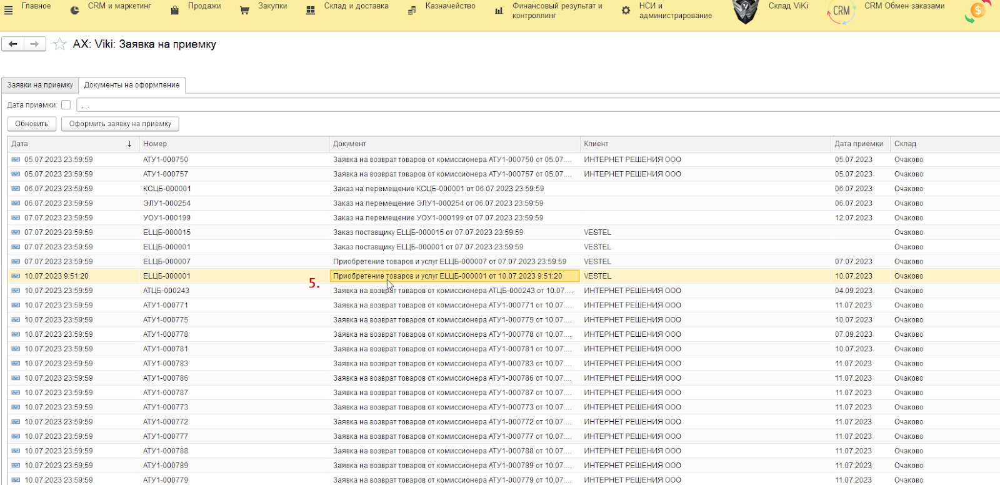 Главное
CRM и маркетинг
Продажи
Закупки
Склад и доставка
Казначейство
Финансовый результат и
контроллинг
НСИ и
администрирование
Склад ViKi
CRM
CRM Обмен заказами
$
AX: Viki: Заявка на приемку
Заявки на приемку Документы на оформление
Дата приемки: . .
Обновить Оформить заявку на приемку
Дата ↓ Номер Документ Клиент Дата приемки Склад
05.07.2023 23:59:59 АТУ1-000750 Заявка на возврат товаров от комиссионера АТУ1-000750 от 05.07.... ИНТЕРНЕТ РЕШЕНИЯ ООО 05.07.2023 Очаково
05.07.2023 23:59:59 АТУ1-000757 Заявка на возврат товаров от комиссионера АТУ1-000757 от 05.07.... ИНТЕРНЕТ РЕШЕНИЯ ООО 05.07.2023 Очаково
06.07.2023 23:59:59 КСЦБ-000001 Заказ на перемещение КСЦБ-000001 от 06.07.2023 23:59:59 06.07.2023 Очаково
06.07.2023 23:59:59 ЭЛУ1-000254 Заказ на перемещение ЭЛУ1-000254 от 06.07.2023 23:59:59 06.07.2023 Очаково
07.07.2023 23:59:59 УОУ1-000199 Заказ на перемещение УОУ1-000199 от 07.07.2023 23:59:59 12.07.2023 Очаково
07.07.2023 23:59:59 ELЦБ-000015 Заказ поставщику ELЦБ-000015 от 07.07.2023 23:59:59 VESTEL Очаково
07.07.2023 23:59:59 ELЦБ-000001 Заказ поставщику ELЦБ-000001 от 07.07.2023 23:59:59 VESTEL Очаково
07.07.2023 23:59:59 ELЦБ-000007 Приобретение товаров и услуг ELЦБ-000007 от 07.07.2023 23:59:59 VESTEL 07.07.2023 Очаково
10.07.2023 9:51:20 ELЦБ-000001 5. Приобретение товаров и услуг ELЦБ-000001 от 10.07.2023 9:51:20 VESTEL 10.07.2023 Очаково
10.07.2023 23:59:59 АТЦБ-000243 Заявка на возврат товаров от комиссионера АТЦБ-000243 от 10.07.... ИНТЕРНЕТ РЕШЕНИЯ ООО 04.09.2023 Очаково
10.07.2023 23:59:59 АТУ1-000771 Заявка на возврат товаров от комиссионера АТУ1-000771 от 10.07.... ИНТЕРНЕТ РЕШЕНИЯ ООО 11.07.2023 Очаково
10.07.2023 23:59:59 АТУ1-000775 Заявка на возврат товаров от комиссионера АТУ1-000775 от 10.07.... ИНТЕРНЕТ РЕШЕНИЯ ООО 10.07.2023 Очаково
10.07.2023 23:59:59 АТУ1-000778 Заявка на возврат товаров от комиссионера АТУ1-000778 от 10.07.... ИНТЕРНЕТ РЕШЕНИЯ ООО 07.09.2023 Очаково
10.07.2023 23:59:59 АТУ1-000781 Заявка на возврат товаров от комиссионера АТУ1-000781 от 10.07.... ИНТЕРНЕТ РЕШЕНИЯ ООО 10.07.2023 Очаково
10.07.2023 23:59:59 АТУ1-000783 Заявка на возврат товаров от комиссионера АТУ1-000783 от 10.07.... ИНТЕРНЕТ РЕШЕНИЯ ООО 11.07.2023 Очаково
10.07.2023 23:59:59 АТУ1-000786 Заявка на возврат товаров от комиссионера АТУ1-000786 от 10.07.... ИНТЕРНЕТ РЕШЕНИЯ ООО 11.07.2023 Очаково
10.07.2023 23:59:59 АТУ1-000787 Заявка на возврат товаров от комиссионера АТУ1-000787 от 10.07.... ИНТЕРНЕТ РЕШЕНИЯ ООО 11.07.2023 Очаково
10.07.2023 23:59:59 АТУ1-000773 Заявка на возврат товаров от комиссионера АТУ1-000773 от 10.07.... ИНТЕРНЕТ РЕШЕНИЯ ООО 11.07.2023 Очаково
10.07.2023 23:59:59 АТУ1-000772 Заявка на возврат товаров от комиссионера АТУ1-000772 от 10.07.... ИНТЕРНЕТ РЕШЕНИЯ ООО 11.07.2023 Очаково
10.07.2023 23:59:59 АТУ1-000777 Заявка на возврат товаров от комиссионера АТУ1-000777 от 10.07.... ИНТЕРНЕТ РЕШЕНИЯ ООО 11.07.2023 Очаково
10.07.2023 23:59:59 АТУ1-000788 Заявка на возврат товаров от комиссионера АТУ1-000788 от 10.07.... ИНТЕРНЕТ РЕШЕНИЯ ООО 11.07.2023 Очаково
10.07.2023 23:59:59 АТУ1-000789 Заявка на возврат товаров от комиссионера АТУ1-000789 от 10.07.... ИНТЕРНЕТ РЕШЕНИЯ ООО 11.07.2023 Очаково
10.07.2023 23:59:59 АТУ1-000779 Заявка на возврат товаров от комиссионера АТУ1-000779 от 10.07.... ИНТЕРНЕТ РЕШЕНИЯ ООО 11.07.2023 Очаково